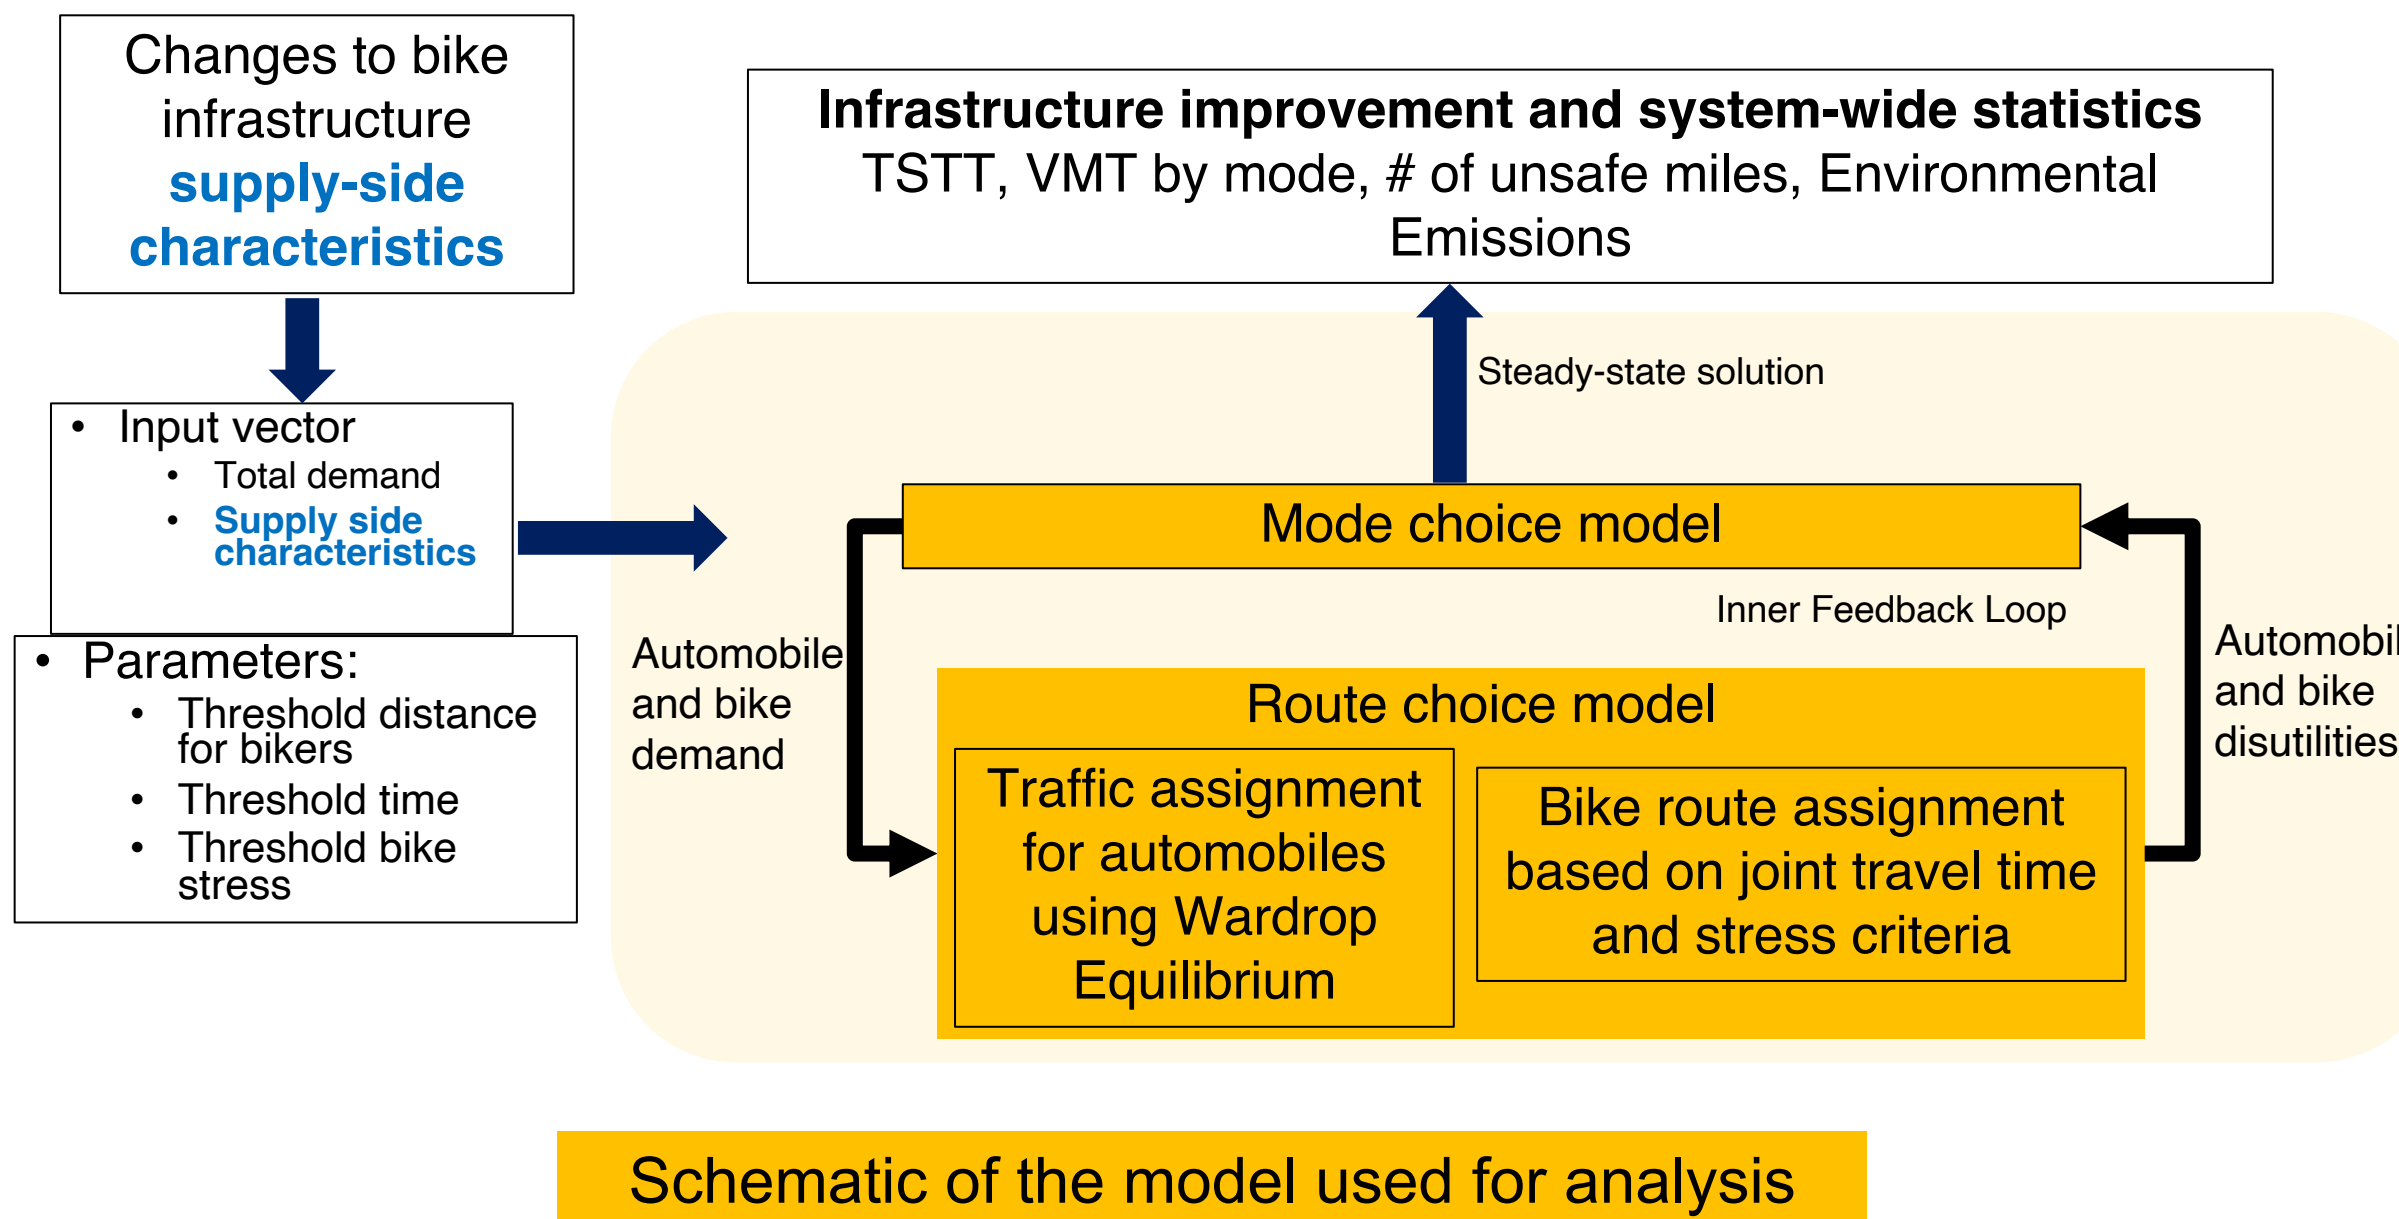 Changes to bike
infrastructure
supply-side
characteristics
Infrastructure improvement and system-wide statistics
TSTT, VMT by mode, # of unsafe miles, Environmental
Emissions
Steady-state solution
• Input vector
• Total demand
• Supply side
characteristics
• Parameters:
• Threshold distance
for bikers
• Threshold time
• Threshold bike
stress
Mode choice model
Inner Feedback Loop
Automobile
and bike
demand
Route choice model
Traffic assignment
for automobiles
using Wardrop
Equilibrium
Bike route assignment
based on joint travel time
and stress criteria
and bike
disutilities
Schematic of the model used for analysis